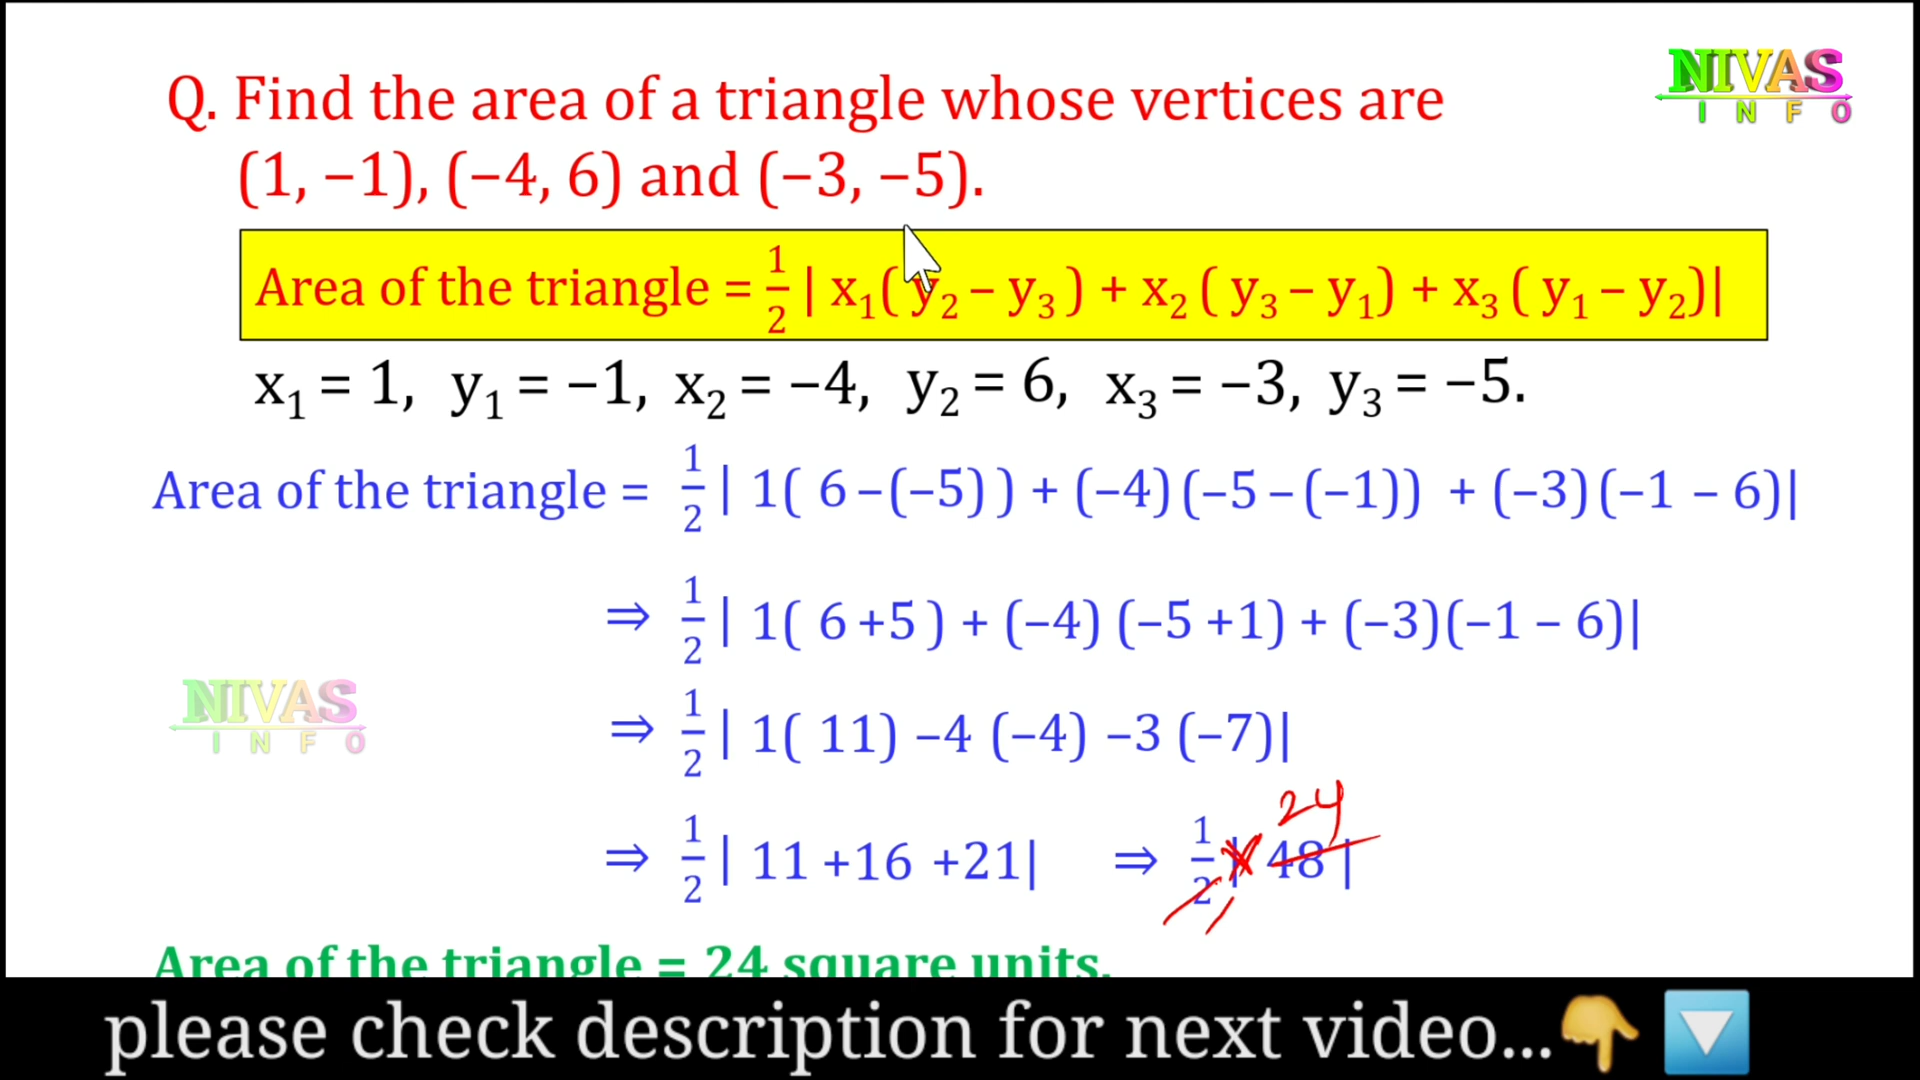 NIVAS
INFO
Q. Find the area of a triangle whose vertices are
(1, −1), (−4, 6) and (−3, −5).
Area of the triangle = 1/2 | x₁( y₂ − y₃ ) + x₂ ( y₃ − y₁) + x₃ ( y₁ − y₂)|
x₁ = 1, y₁ = −1, x₂ = −4, y₂ = 6, x₃ = −3, y₃ = −5.
Area of the triangle = 1/2 | 1( 6 −(−5) ) + (−4) (−5 − (−1)) + (−3) (−1 − 6)|
⇒ 1/2 | 1( 6 +5 ) + (−4) (−5 +1) + (−3)(−1 − 6)|
NIVAS
INFO
⇒ 1/2 | 1( 11) −4 (−4) −3 (−7)|
24
⇒ 1/2 | 11 +16 +21| ⇒ 1/2 | 48 |
Area of the triangle = 24 square units.
please check description for next video...👇 🔽